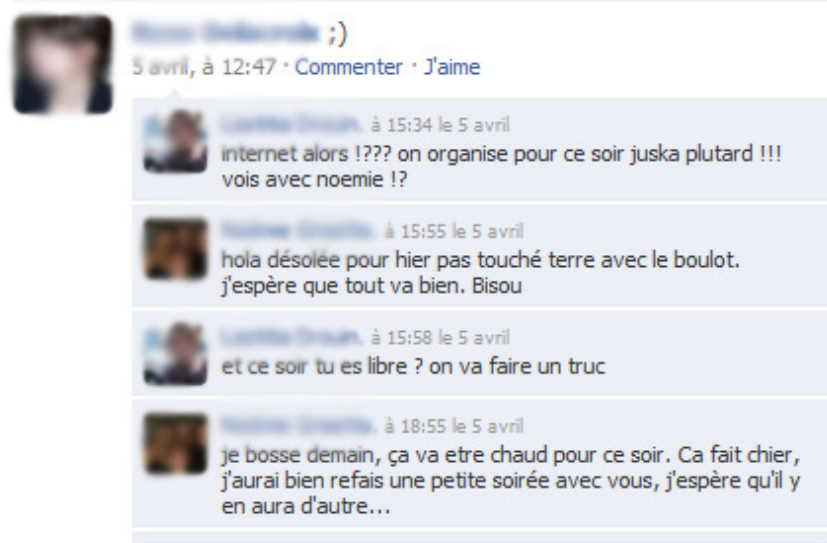 ;)
5 avril, à 12:47 · Commenter · J'aime
à 15:34 le 5 avril
internet alors !??? on organise pour ce soir juska plutard !!!
vois avec noemie !?
à 15:55 le 5 avril
hola désolée pour hier pas touché terre avec le boulot.
j'espère que tout va bien. Bisou
à 15:58 le 5 avril
et ce soir tu es libre ? on va faire un truc
à 18:55 le 5 avril
je bosse demain, ça va etre chaud pour ce soir. Ca fait chier,
j'aurai bien refais une petite soirée avec vous, j'espère qu'il y
en aura d'autre...